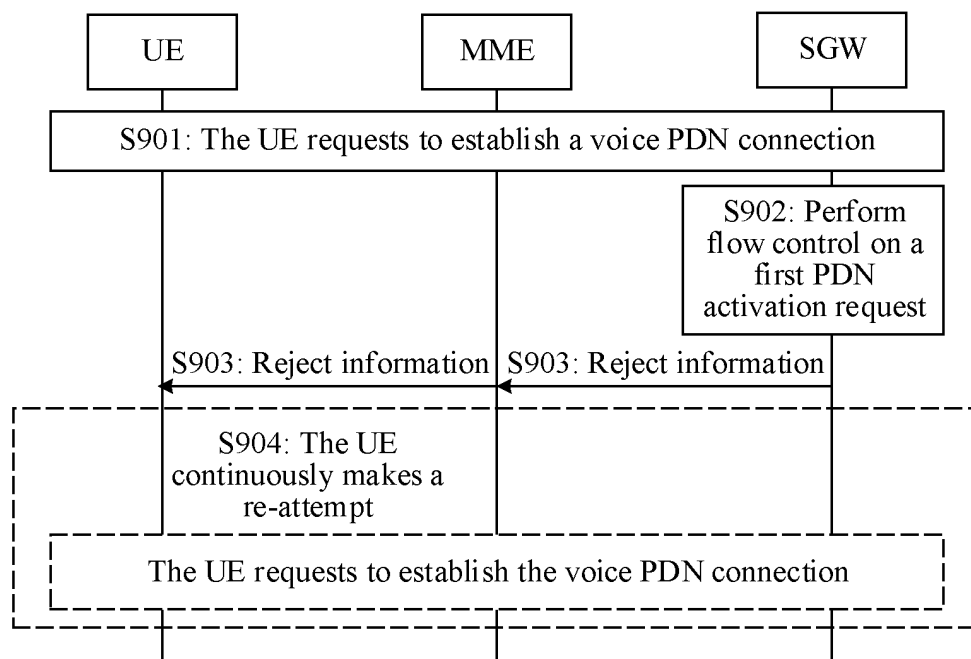 UE
MME
SGW
S901: The UE requests to establish a voice PDN connection
S902: Perform
flow control on a
first PDN
activation request
S903: Reject information
S903: Reject information
S904: The UE
continuously makes a
re-attempt
The UE requests to establish the voice PDN connection